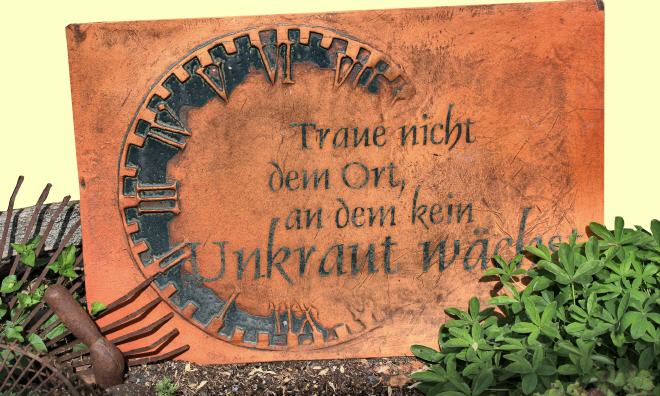 Traue nicht
dem Ort,
an dem kein
Unkraut wächst